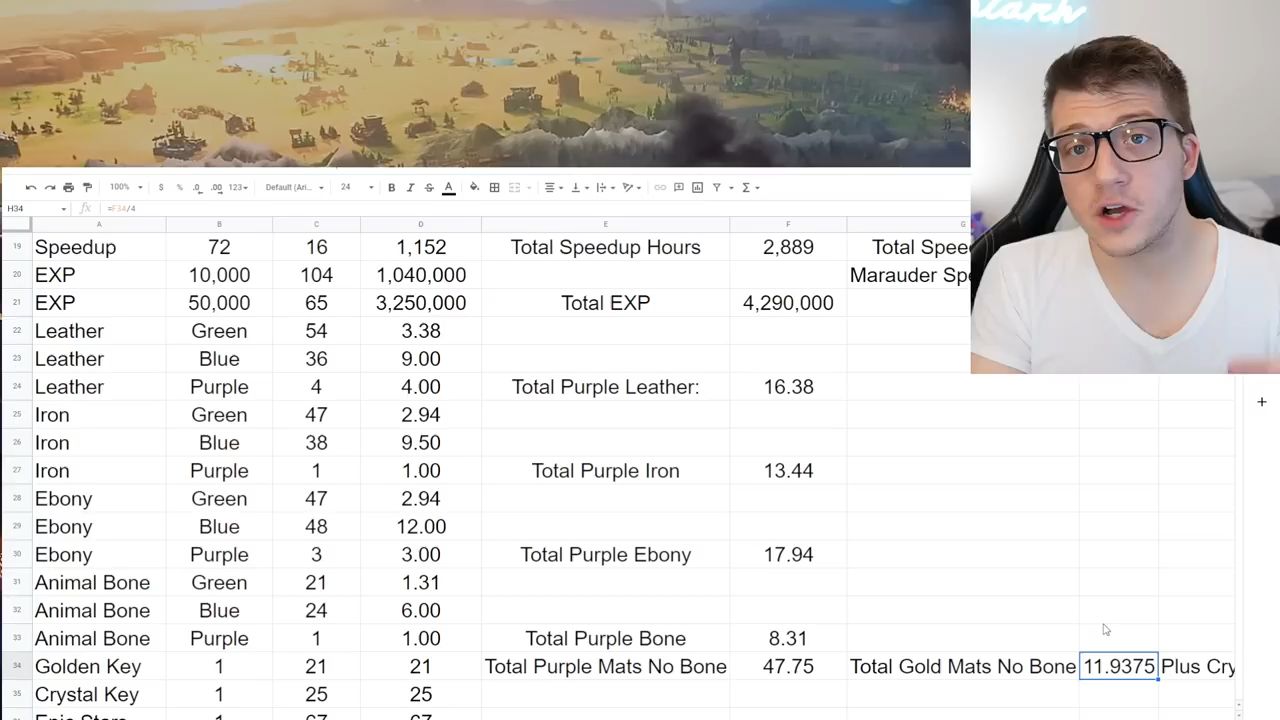 100% $ % .0 .00 123 Default (Ari... 24 B I S A
H34 fx =F34/4
A B C D E F G
19 Speedup 72 16 1,152 Total Speedup Hours 2,889 Total Spee
20 EXP 10,000 104 1,040,000 Marauder Spe
21 EXP 50,000 65 3,250,000 Total EXP 4,290,000
22 Leather Green 54 3.38
23 Leather Blue 36 9.00
24 Leather Purple 4 4.00 Total Purple Leather: 16.38
25 Iron Green 47 2.94
26 Iron Blue 38 9.50
27 Iron Purple 1 1.00 Total Purple Iron 13.44
28 Ebony Green 47 2.94
29 Ebony Blue 48 12.00
30 Ebony Purple 3 3.00 Total Purple Ebony 17.94
31 Animal Bone Green 21 1.31
32 Animal Bone Blue 24 6.00
33 Animal Bone Purple 1 1.00 Total Purple Bone 8.31
34 Golden Key 1 21 21 Total Purple Mats No Bone 47.75 Total Gold Mats No Bone 11.9375 Plus Cry
35 Crystal Key 1 25 25